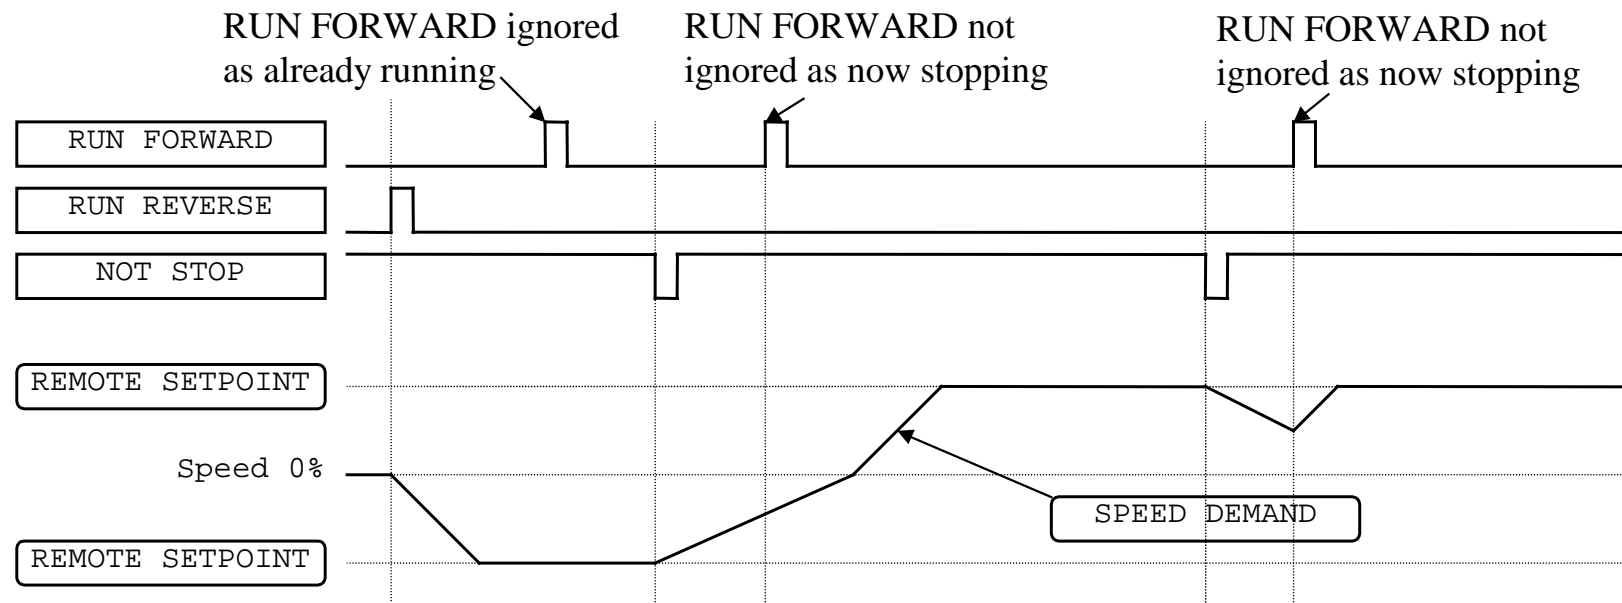 RUN FORWARD ignored
as already running
RUN FORWARD not
ignored as now stopping
RUN FORWARD not
ignored as now stopping
RUN FORWARD
RUN REVERSE
NOT STOP
REMOTE SETPOINT
Speed 0%
SPEED DEMAND
REMOTE SETPOINT